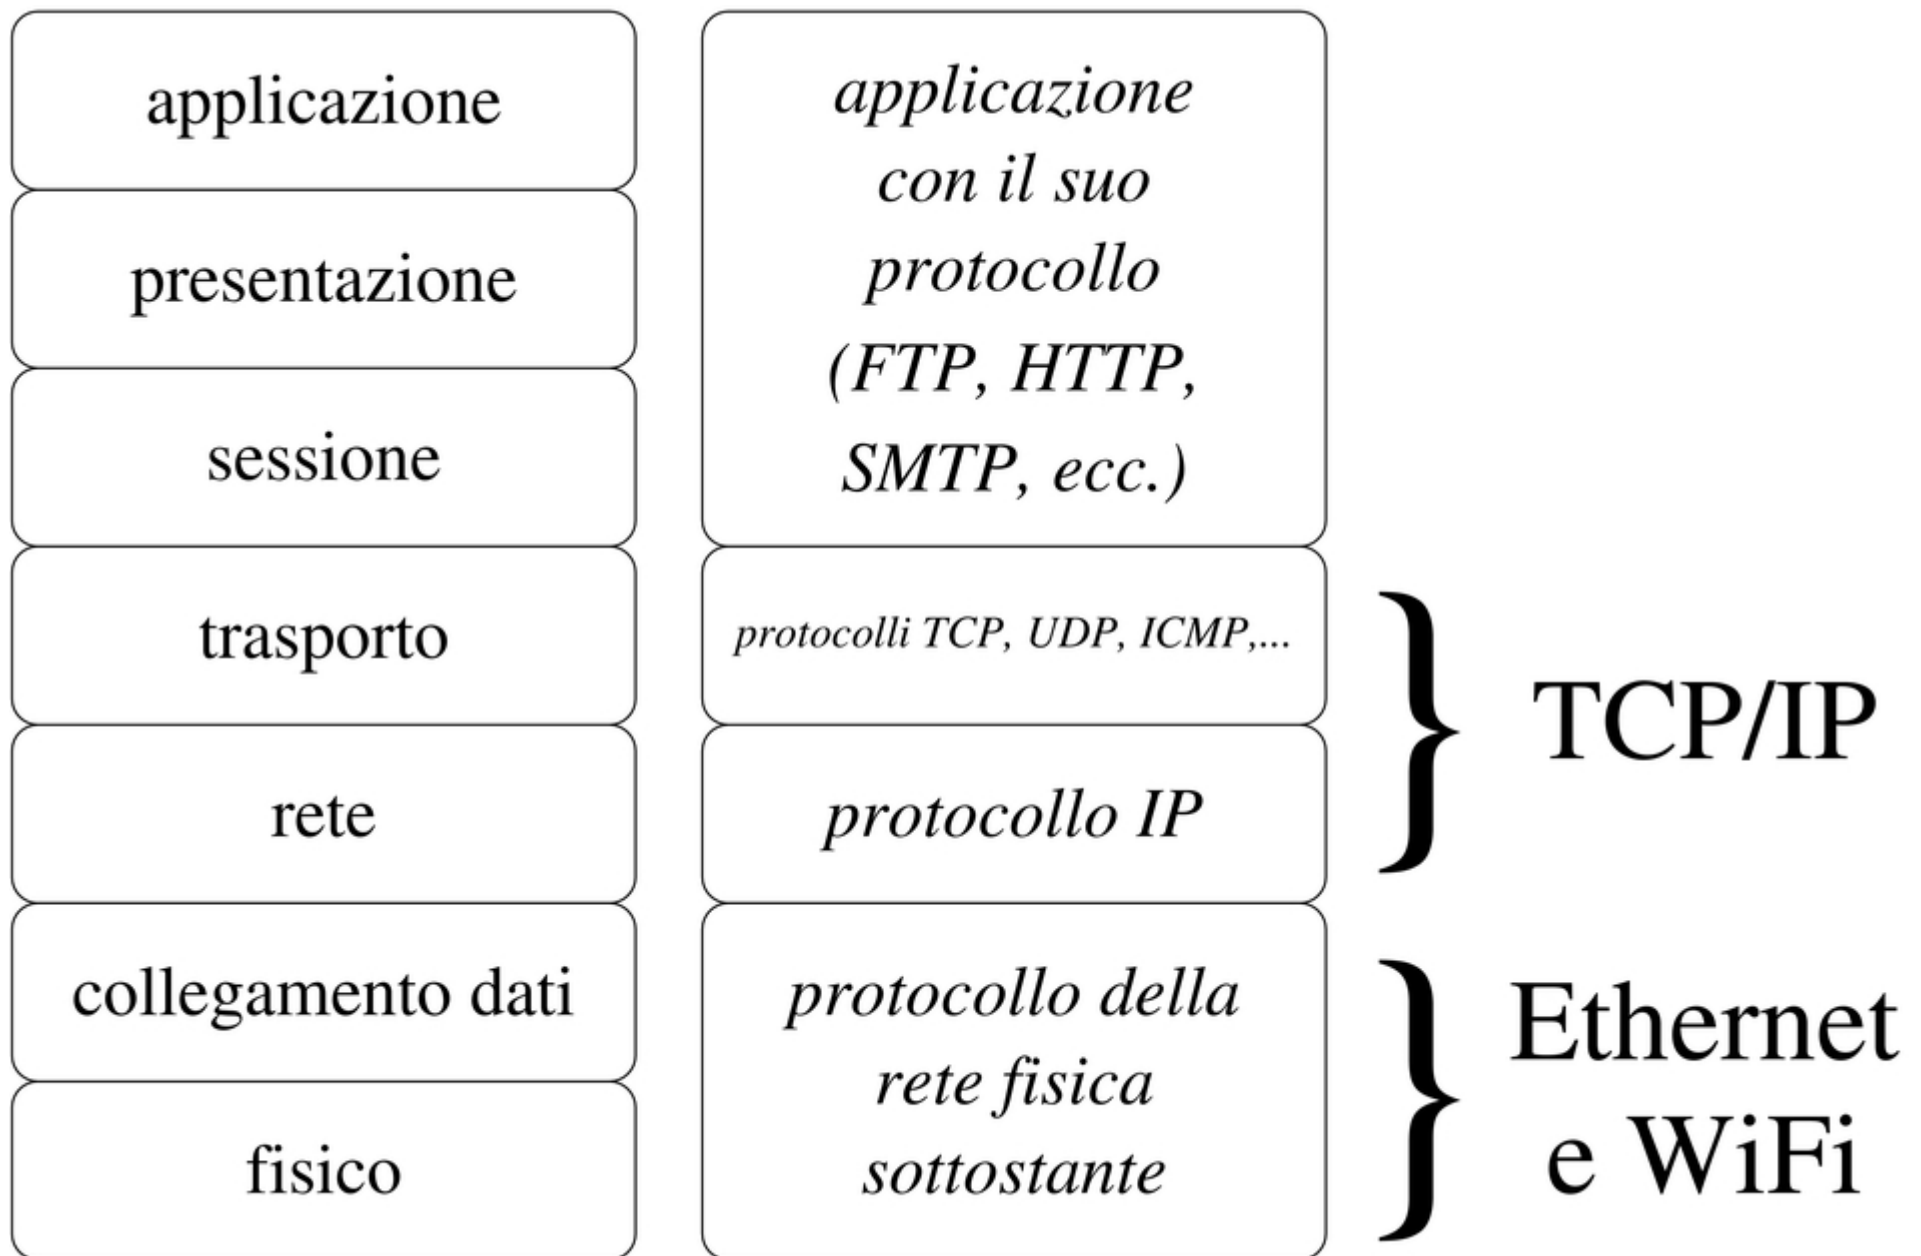 applicazione
presentazione
sessione
trasporto
rete
collegamento dati
fisico
applicazione
con il suo
protocollo
(FTP, HTTP,
SMTP, ecc.)
protocolli TCP, UDP, ICMP,...
protocollo IP
protocollo della
rete fisica
sottostante
TCP/IP
Ethernet
e WiFi